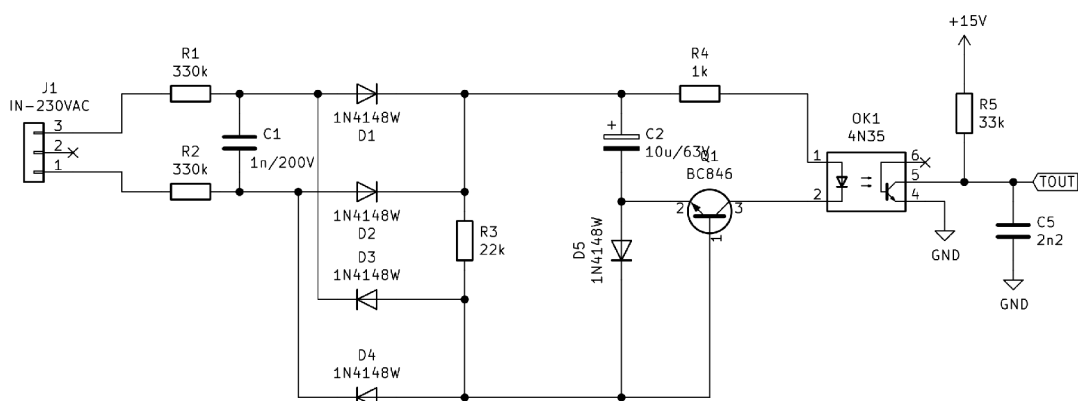 J1
IN-230VAC
3
2
1
R1
330k
R2
330k
C1
1n/200V
1N4148W
D1
1N4148W
D2
D3
1N4148W
D4
1N4148W
R3
22k
R4
1k
+
C2
10u/63V
D5
1N4148W
Q1
BC846
2
3
1
OK1
4N35
1
2
6
5
4
+15V
R5
33k
TOUT
C5
2n2
GND
GND